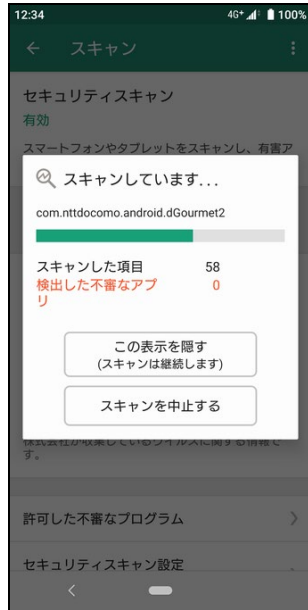 12:34 4G+ 100%
スキャン
セキュリティスキャン
有効
スマートフォンやタブレットをスキャンし、有害ア
スキャンしています...
com.nttdocomo.android.dGourmet2
スキャンした項目 58
検出した不審なアプ 0
リ
この表示を隠す
(スキャンは継続します)
スキャンを中止する
株式会社が収集しているウイルスに関する情報で
す。
許可した不審なプログラム
セキュリティスキャン設定